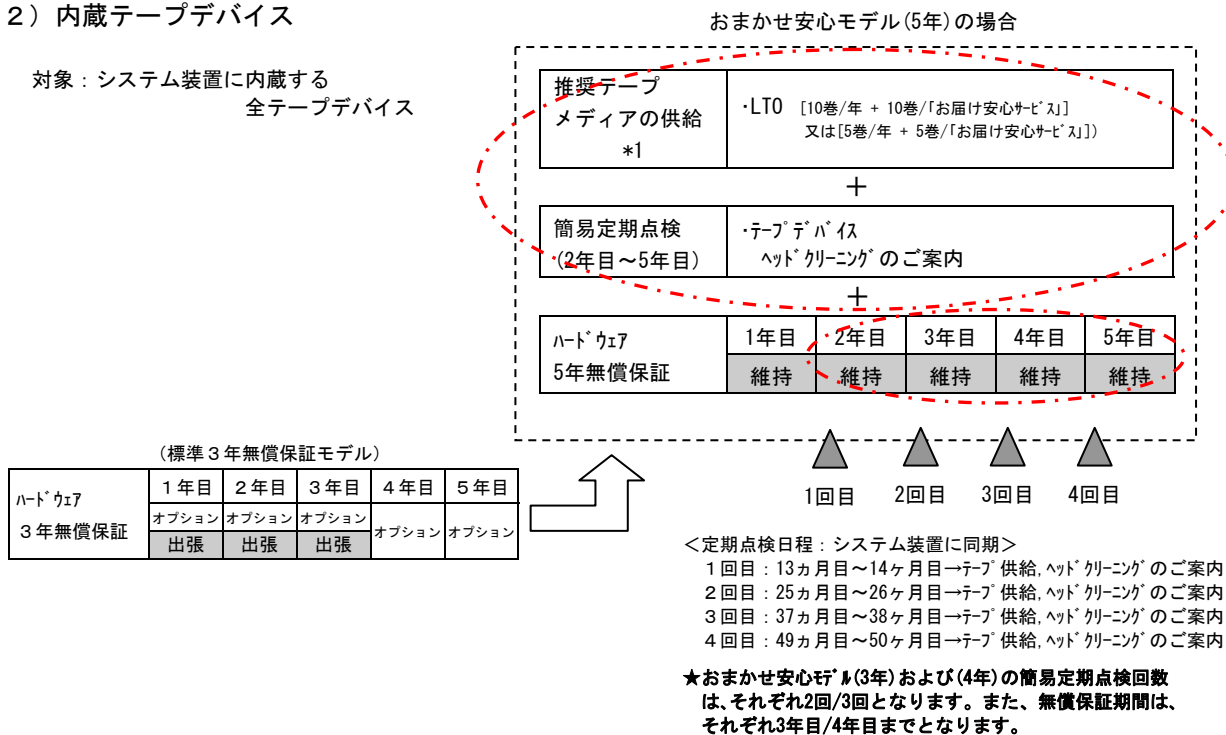 2）内蔵テープデバイス
おまかせ安心モデル(5年)の場合
対象：システム装置に内蔵する
全テープデバイス
推奨テープ
メディアの供給
*1
･LTO [10巻/年 + 10巻/｢お届け安心ｻｰﾋﾞｽ｣]
又は[5巻/年 + 5巻/｢お届け安心ｻｰﾋﾞｽ｣])
＋
簡易定期点検
(2年目～5年目)
･ﾃｰﾌﾟﾃﾞﾊﾞｲｽ
ﾍｯﾄﾞｸﾘｰﾆﾝｸﾞのご案内
＋
ﾊｰﾄﾞｳｪｱ
5年無償保証
1年目 2年目 3年目 4年目 5年目
維持 維持 維持 維持 維持
1回目 2回目 3回目 4回目
(標準３年無償保証モデル)
ﾊｰﾄﾞｳｪｱ
３年無償保証
１年目 ２年目 ３年目 ４年目 ５年目
オプション オプション オプション オプション オプション
出張 出張 出張
＜定期点検日程：システム装置に同期＞
１回目：13ヵ月目～14ヶ月目→ﾃｰﾌﾟ供給,ﾍｯﾄﾞｸﾘｰﾆﾝｸﾞのご案内
２回目：25ヵ月目～26ヶ月目→ﾃｰﾌﾟ供給,ﾍｯﾄﾞｸﾘｰﾆﾝｸﾞのご案内
３回目：37ヵ月目～38ヶ月目→ﾃｰﾌﾟ供給,ﾍｯﾄﾞｸﾘｰﾆﾝｸﾞのご案内
４回目：49ヵ月目～50ヶ月目→ﾃｰﾌﾟ供給,ﾍｯﾄﾞｸﾘｰﾆﾝｸﾞのご案内
★おまかせ安心ﾓﾃﾞﾙ(3年)および(4年)の簡易定期点検回数
は､それぞれ2回/3回となります。また、無償保証期間は、
それぞれ3年目/4年目までとなります。